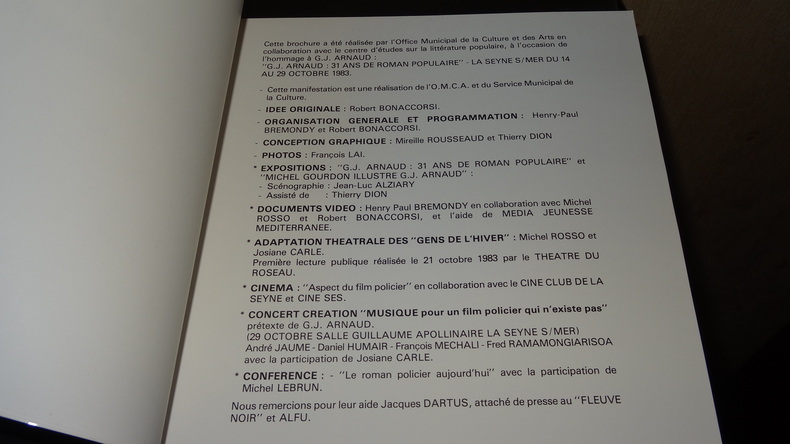 Cette brochure a été réalisée par l'Office Municipal de la Culture et des Arts en
collaboration avec le centre d'études sur la littérature populaire, à l'occasion de
l'hommage à G.J. ARNAUD :
"G.J. ARNAUD : 31 ANS DE ROMAN POPULAIRE" - LA SEYNE S/MER DU 14
AU 29 OCTOBRE 1983.
- Cette manifestation est une réalisation de l'O.M.C.A. et du Service Municipal de
la Culture.
- IDEE ORIGINALE : Robert BONACCORSI.
- ORGANISATION GENERALE ET PROGRAMMATION : Henry-Paul
BREMONDY et Robert BONACCORSI.
- CONCEPTION GRAPHIQUE : Mireille ROUSSEAUD et Thierry DION
- PHOTOS : François LAI.
* EXPOSITIONS : "G.J. ARNAUD : 31 ANS DE ROMAN POPULAIRE" et
"MICHEL GOURDON ILLUSTRE G.J. ARNAUD" :
- Scénographie : Jean-Luc ALZIARY
- Assisté de : Thierry DION
* DOCUMENTS VIDEO : Henry Paul BREMONDY en collaboration avec Michel
ROSSO et Robert BONACCORSI, et l'aide de MEDIA JEUNESSE
MEDITERRANEE.
* ADAPTATION THEATRALE DES "GENS DE L'HIVER" : Michel ROSSO et
Josiane CARLE.
Première lecture publique réalisée le 21 octobre 1983 par le THEATRE DU
ROSEAU.
* CINEMA : "Aspect du film policier" en collaboration avec le CINE CLUB DE LA
SEYNE et CINE SES.
* CONCERT CREATION "MUSIQUE pour un film policier qui n'existe pas"
prétexte de G.J. ARNAUD.
(29 OCTOBRE SALLE GUILLAUME APOLLINAIRE LA SEYNE S/MER)
André JAUME - Daniel HUMAIR - François MECHALI - Fred RAMAMONGIARISOA
avec la participation de Josiane CARLE.
* CONFERENCE : - "Le roman policier aujourd'hui" avec la participation de
Michel LEBRUN.
Nous remercions pour leur aide Jacques DARTUS, attaché de presse au "FLEUVE
NOIR" et ALFU.